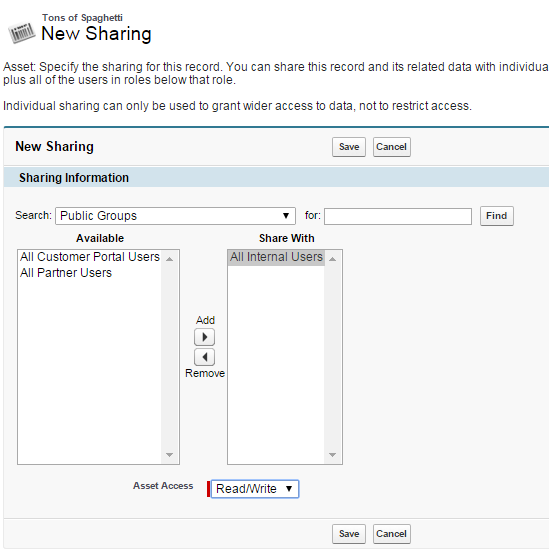 Tons of Spaghetti
New Sharing
Asset: Specify the sharing for this record. You can share this record and its related data with individua
plus all of the users in roles below that role.
Individual sharing can only be used to grant wider access to data, not to restrict access.
New Sharing
Save Cancel
Sharing Information
Search: Public Groups for: Find
Available Share With
All Customer Portal Users All Internal Users
All Partner Users
Add
Remove
Asset Access Read/Write
Save Cancel